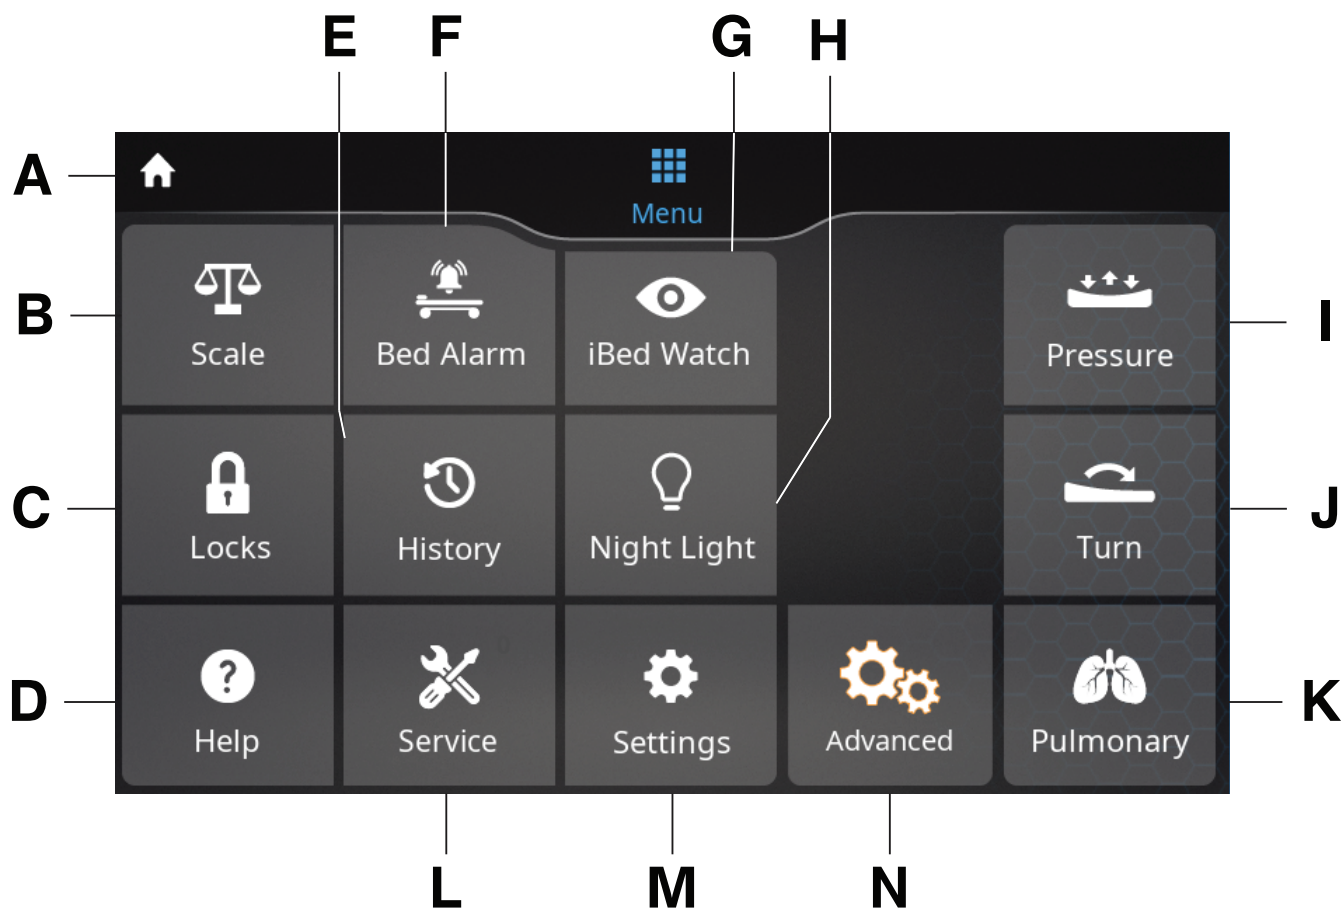 E F G H
A
Menu
B
Scale
Bed Alarm
iBed Watch
Pressure
I
C
Locks
History
Night Light
Turn
J
D
Help
Service
Settings
Advanced
Pulmonary
K
L M N